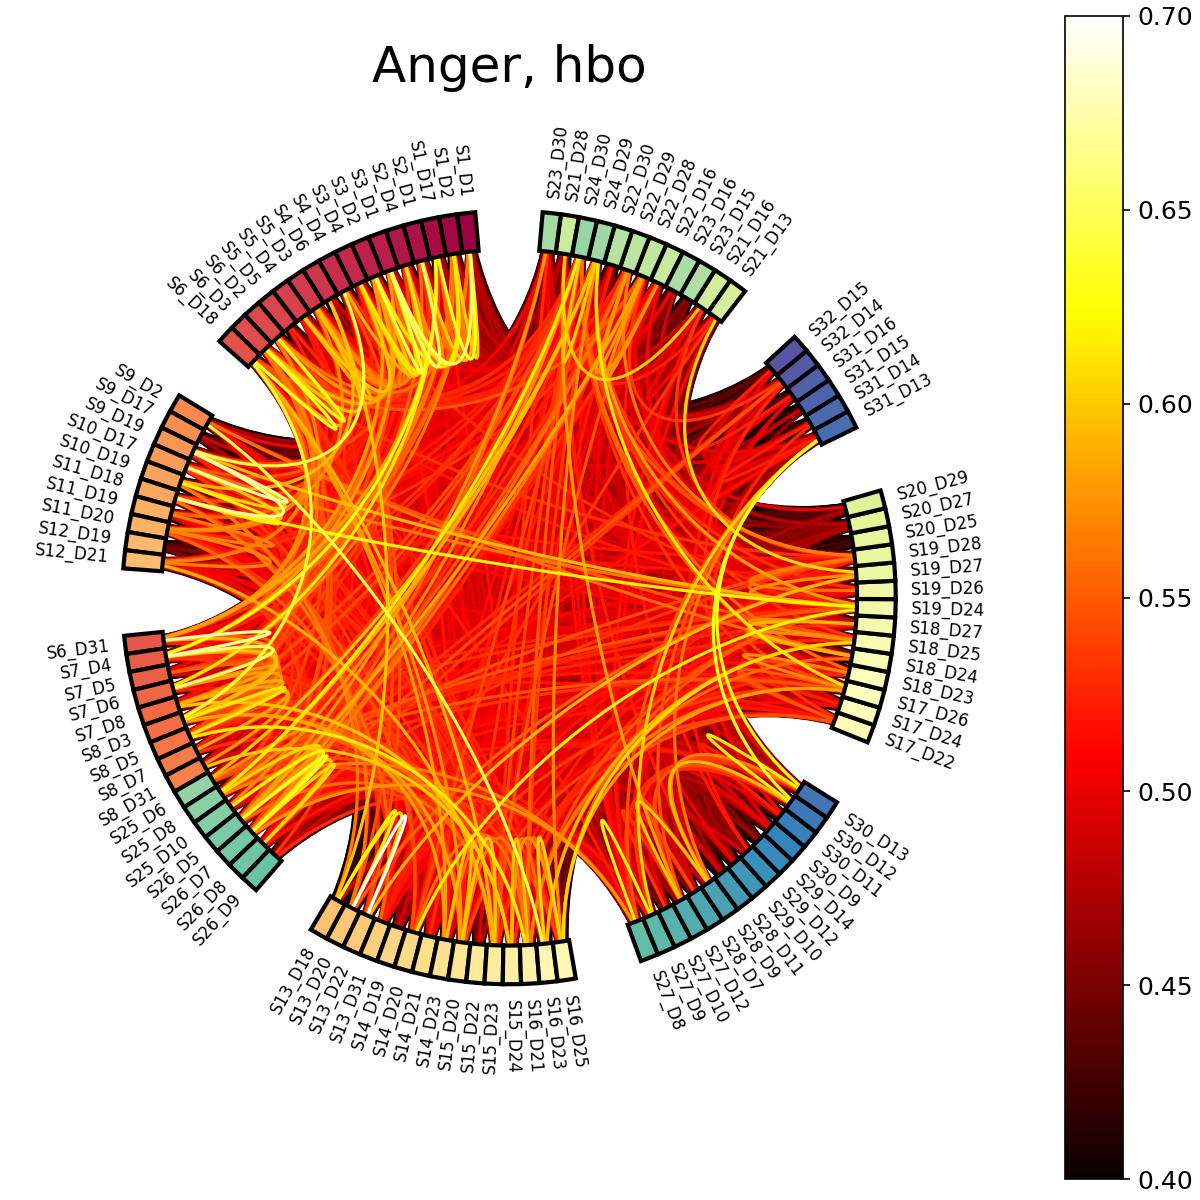 Anger, hbo
S1_D1
S1_D2
S1_D17
S2_D1
S2_D4
S3_D1
S3_D2
S3_D4
S4_D4
S4_D6
S5_D3
S5_D4
S5_D5
S6_D2
S6_D3
S6_D18
S9_D2
S9_D17
S9_D19
S10_D17
S10_D19
S11_D18
S11_D19
S11_D20
S12_D19
S12_D21
S6_D31
S7_D4
S7_D5
S7_D6
S7_D8
S8_D3
S8_D5
S8_D7
S8_D31
S25_D6
S25_D8
S25_D10
S26_D5
S26_D7
S26_D8
S26_D9
S13_D18
S13_D20
S13_D22
S13_D31
S14_D19
S14_D20
S14_D21
S14_D23
S15_D20
S15_D22
S15_D23
S15_D24
S16_D21
S16_D23
S16_D25
S27_D8
S27_D9
S27_D10
S27_D12
S28_D7
S28_D9
S28_D11
S29_D10
S29_D12
S29_D14
S30_D9
S30_D11
S30_D12
S30_D13
S17_D22
S17_D24
S17_D26
S18_D23
S18_D24
S18_D25
S18_D27
S19_D24
S19_D26
S19_D27
S19_D28
S20_D25
S20_D27
S20_D29
S31_D13
S31_D14
S31_D15
S31_D16
S32_D14
S32_D15
S21_D13
S21_D16
S23_D15
S23_D16
S22_D16
S22_D28
S22_D29
S22_D30
S24_D29
S24_D30
S21_D28
S23_D30
0.70
0.65
0.60
0.55
0.50
0.45
0.40